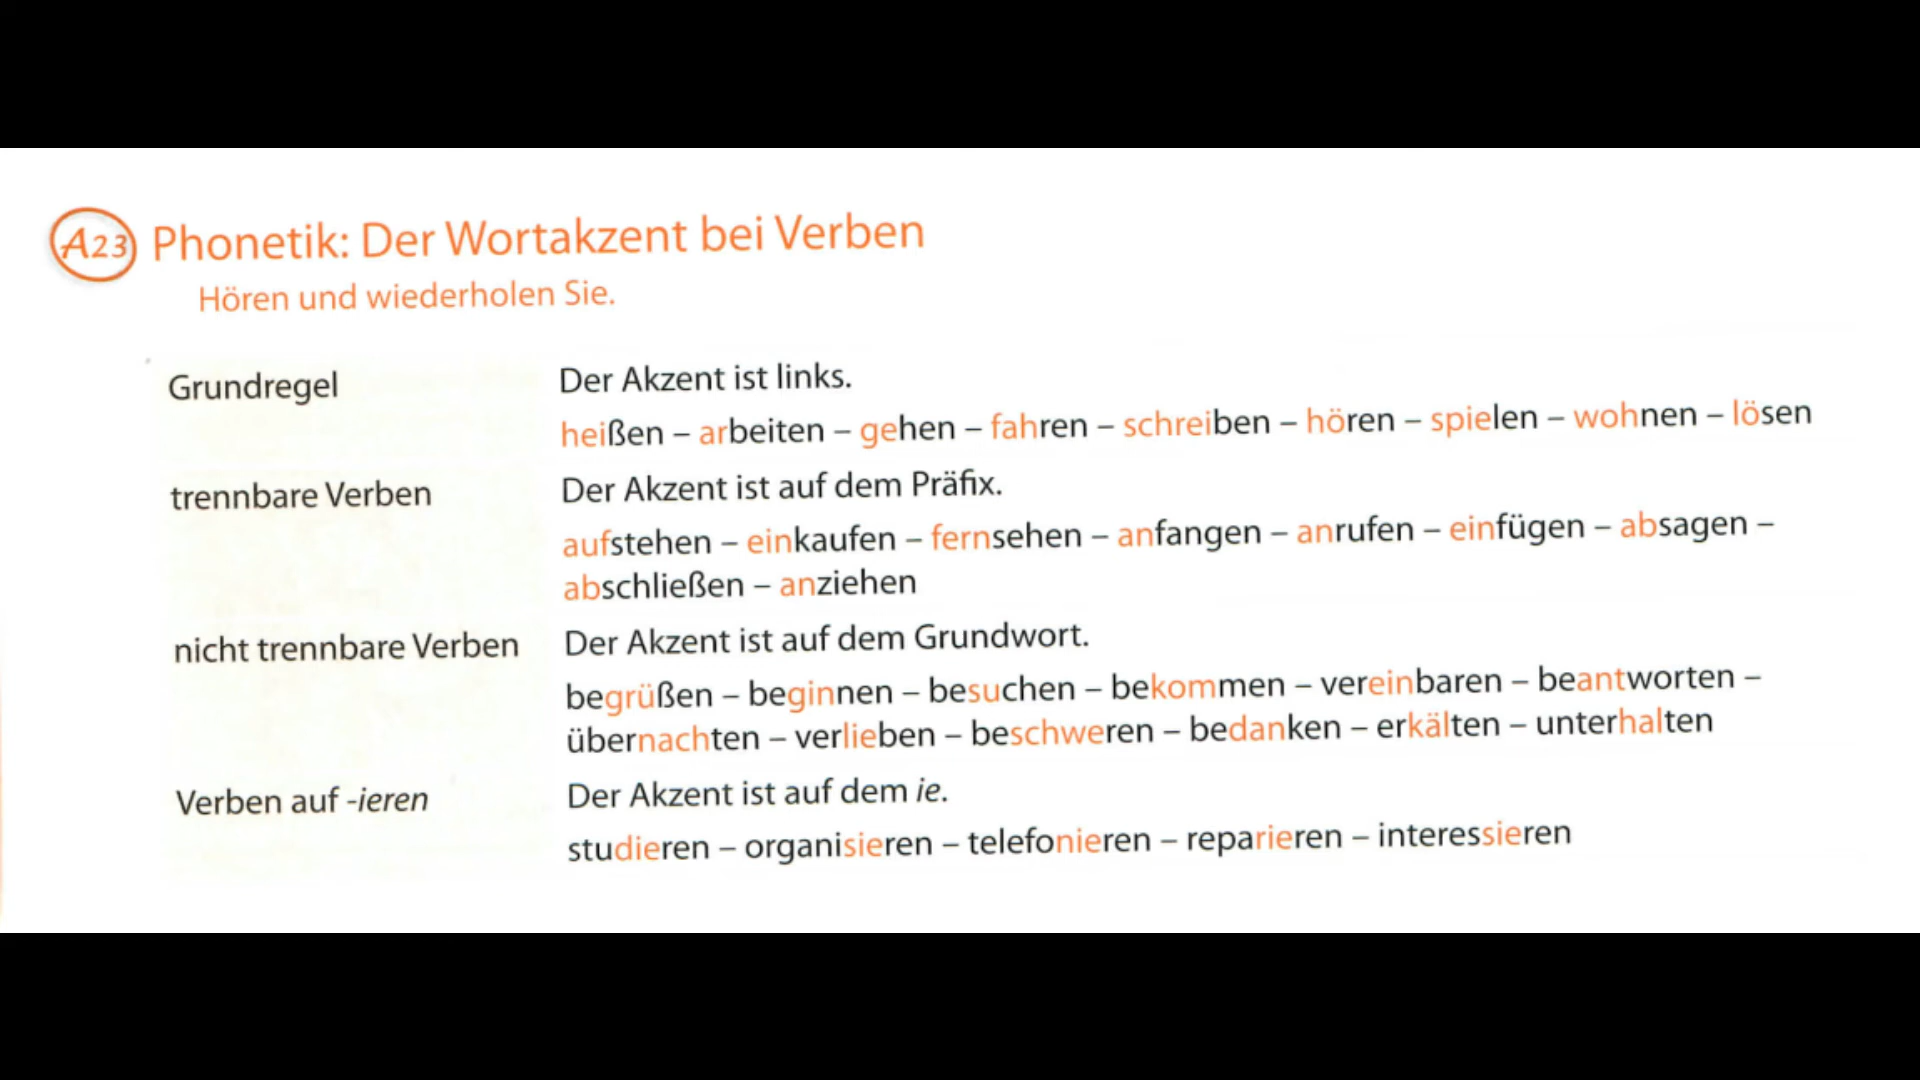 A23 Phonetik: Der Wortakzent bei Verben
Hören und wiederholen Sie.
Grundregel Der Akzent ist links.
heißen – arbeiten – gehen – fahren – schreiben – hören – spielen – wohnen – lösen
trennbare Verben Der Akzent ist auf dem Präfix.
aufstehen – einkaufen – fernsehen – anfangen – anrufen – einfügen – absagen –
abschließen – anziehen
nicht trennbare Verben Der Akzent ist auf dem Grundwort.
begrüßen – beginnen – besuchen – bekommen – vereinbaren – beantworten –
übernachten – verlieben – beschweren – bedanken – erkälten – unterhalten
Verben auf -ieren Der Akzent ist auf dem ie.
studieren – organisieren – telefonieren – reparieren – interessieren